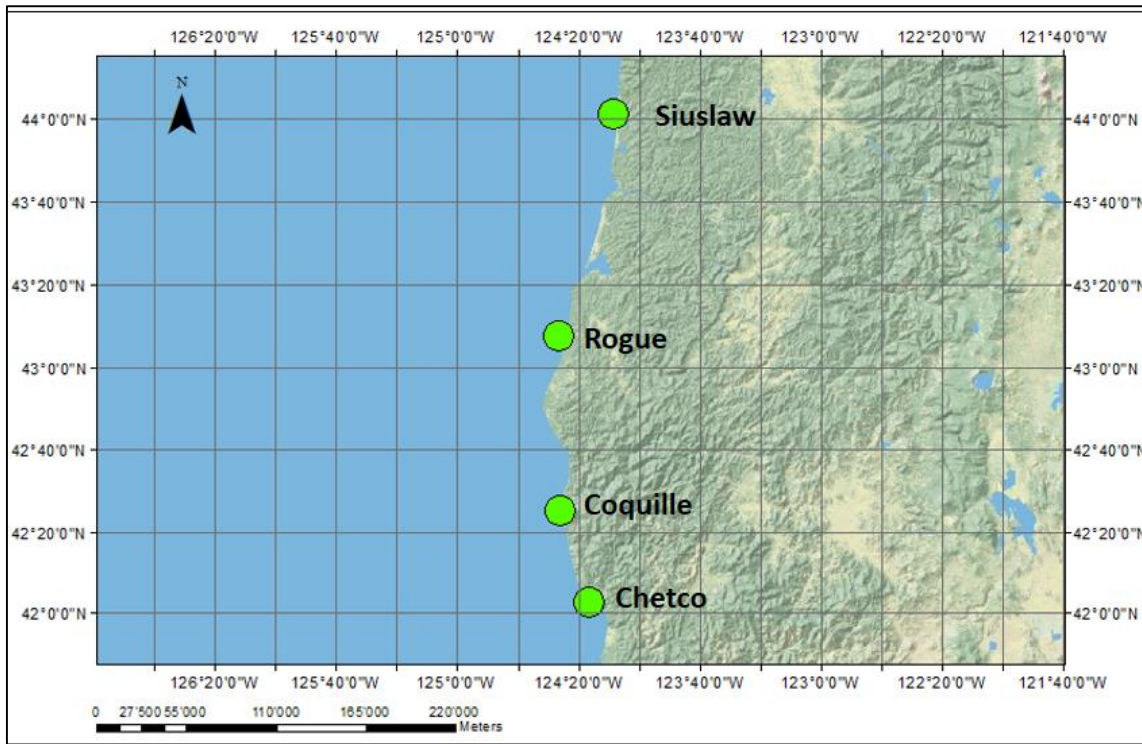 126°20'0"W 125°40'0"W 125°0'0"W 124°20'0"W 123°40'0"W 123°0'0"W 122°20'0"W 121°40'0"W
N
44°0'0"N Siuslaw 44°0'0"N
43°40'0"N 43°40'0"N
43°20'0"N 43°20'0"N
Rogue
43°0'0"N 43°0'0"N
42°40'0"N 42°40'0"N
Coquille
42°20'0"N 42°20'0"N
Chetco
42°0'0"N 42°0'0"N
126°20'0"W 125°40'0"W 125°0'0"W 124°20'0"W 123°40'0"W 123°0'0"W 122°20'0"W 121°40'0"W
0 27'500 55'000 110'000 165'000 220'000
Meters